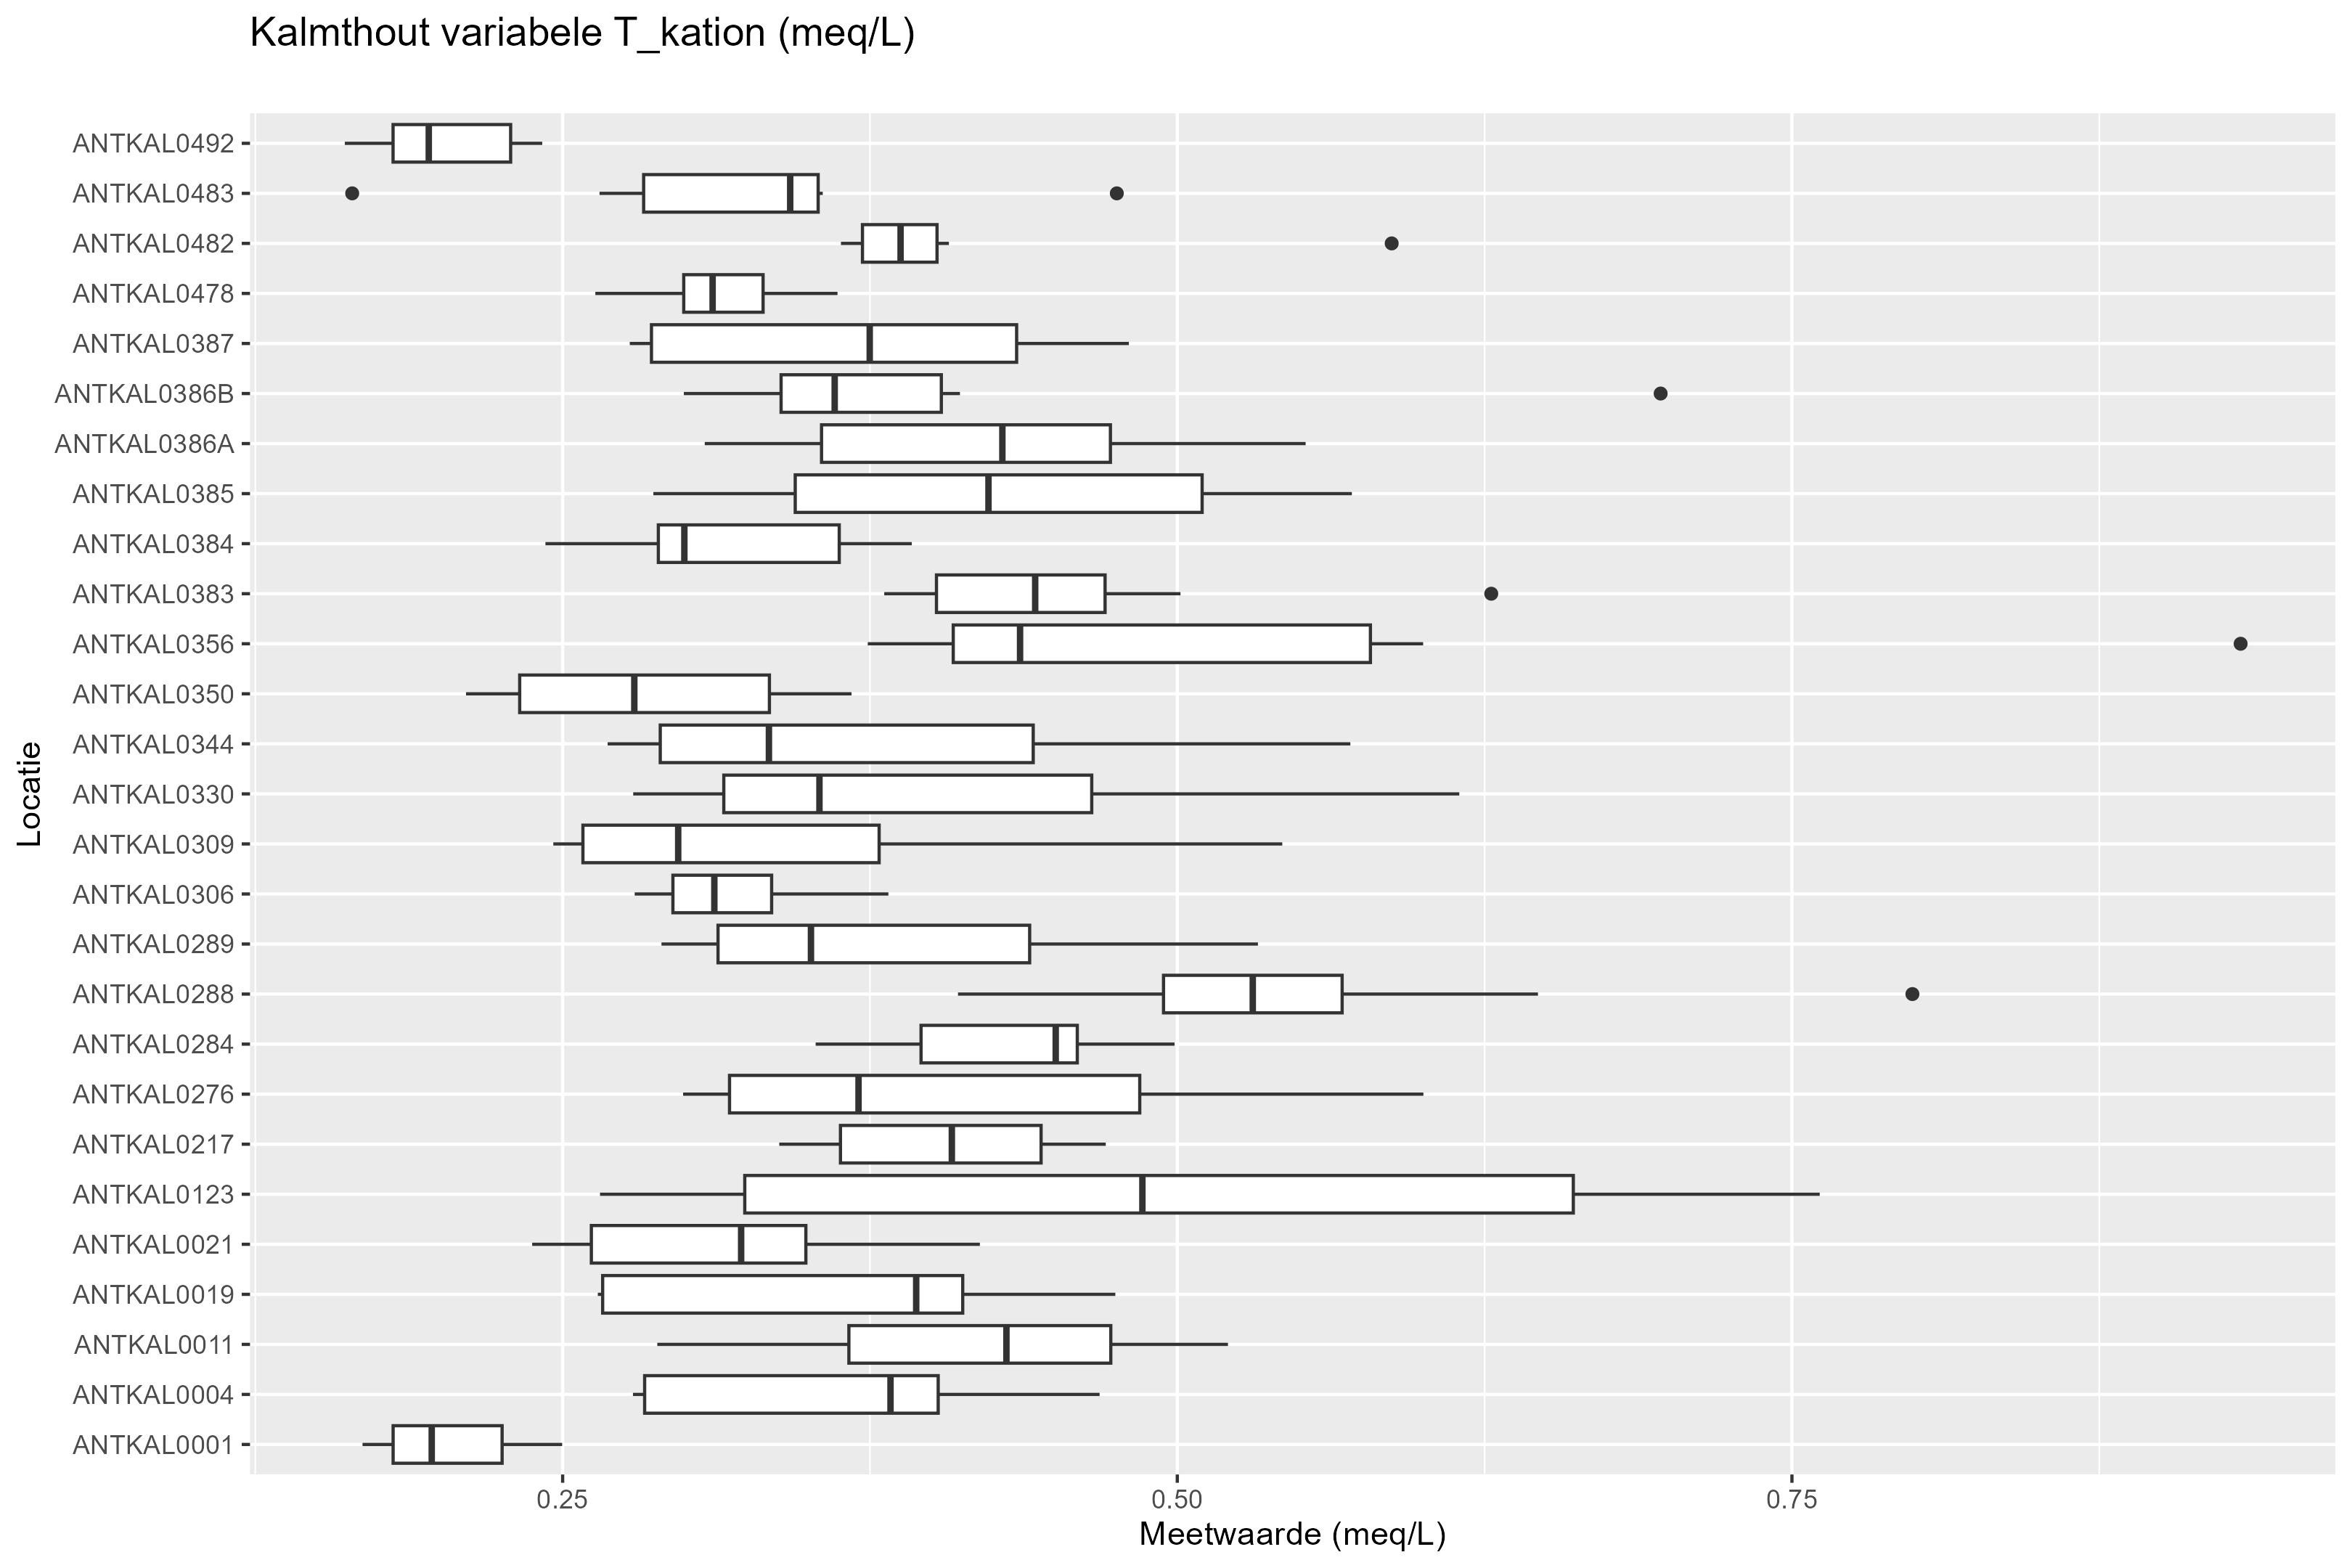 Kalmthout variabele T_kation (meq/L)
ANTKAL0492
ANTKAL0483
ANTKAL0482
ANTKAL0478
ANTKAL0387
ANTKAL0386B
ANTKAL0386A
ANTKAL0385
ANTKAL0384
ANTKAL0383
ANTKAL0356
ANTKAL0350
ANTKAL0344
ANTKAL0330
ANTKAL0309
ANTKAL0306
ANTKAL0289
ANTKAL0288
ANTKAL0284
ANTKAL0276
ANTKAL0217
ANTKAL0123
ANTKAL0021
ANTKAL0019
ANTKAL0011
ANTKAL0004
ANTKAL0001
Locatie
0.25 0.50 0.75
Meetwaarde (meq/L)